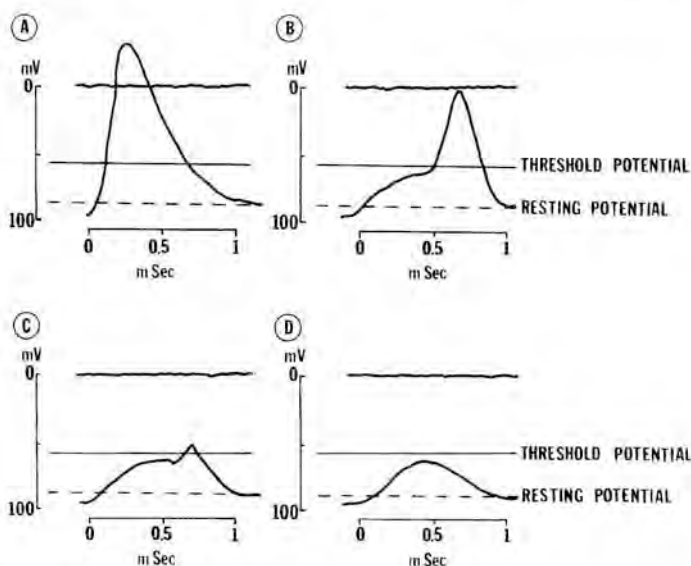 A
mV
0
100
0 0.5 1
m Sec
B
mV
0
THRESHOLD POTENTIAL
RESTING POTENTIAL
100
0 0.5 1
m Sec
C
mV
0
100
0 0.5 1
m Sec
D
mV
0
THRESHOLD POTENTIAL
RESTING POTENTIAL
100
0 0.5 1
m Sec